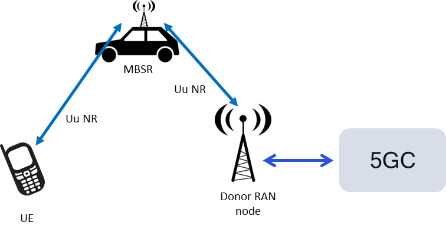 MBSR
Uu NR
Uu NR
5GC
Donor RAN
node
UE